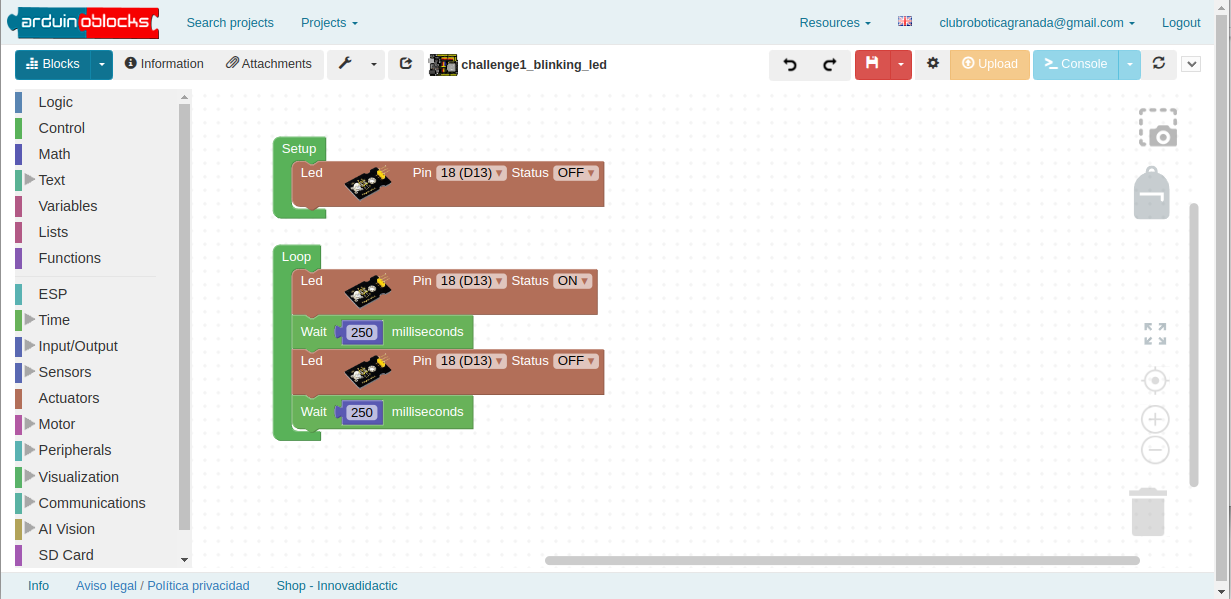 arduinoblocks Search projects Projects Resources clubroboticagranada@gmail.com Logout
Blocks Information Attachments challenge1_blinking_led Upload >_ Console
Logic
Control
Math
Text
Variables
Lists
Functions
ESP
Time
Input/Output
Sensors
Actuators
Motor
Peripherals
Visualization
Communications
AI Vision
SD Card
Setup
Led Pin 18 (D13) Status OFF
Loop
Led Pin 18 (D13) Status ON
Wait 250 milliseconds
Led Pin 18 (D13) Status OFF
Wait 250 milliseconds
Info Aviso legal / Política privacidad Shop - Innovadidactic